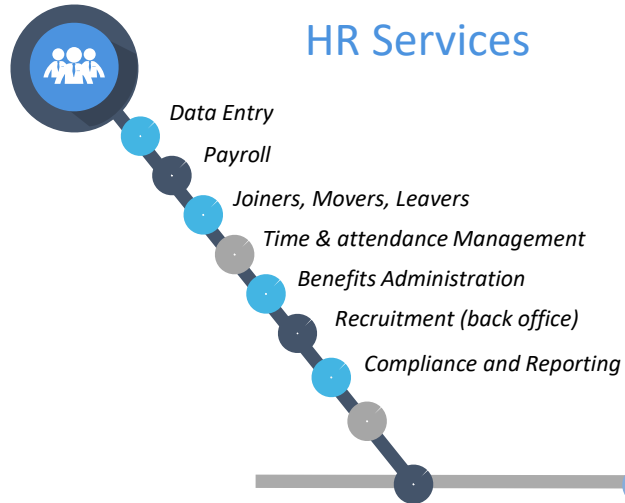 HR Services
Data Entry
Payroll
Joiners, Movers, Leavers
Time & attendance Management
Benefits Administration
Recruitment (back office)
Compliance and Reporting